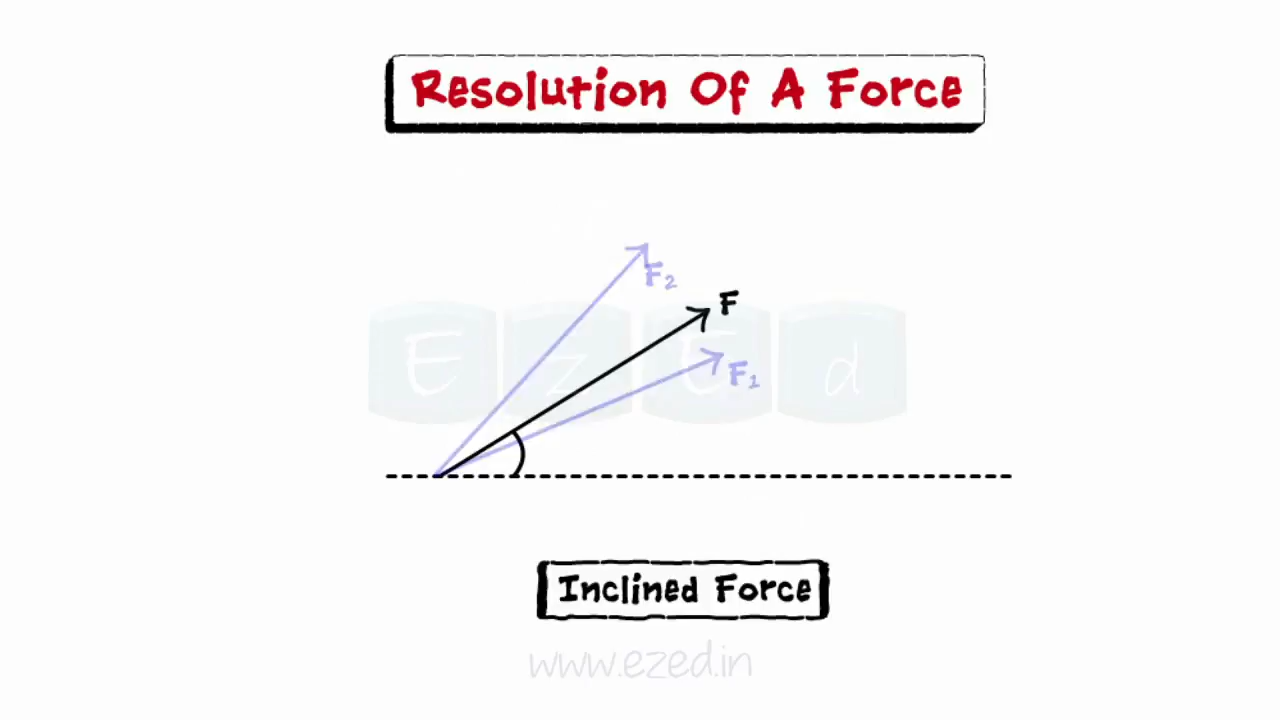 Resolution Of A Force
F₂
F
F₁
E z E d
Inclined Force
www.ezed.in